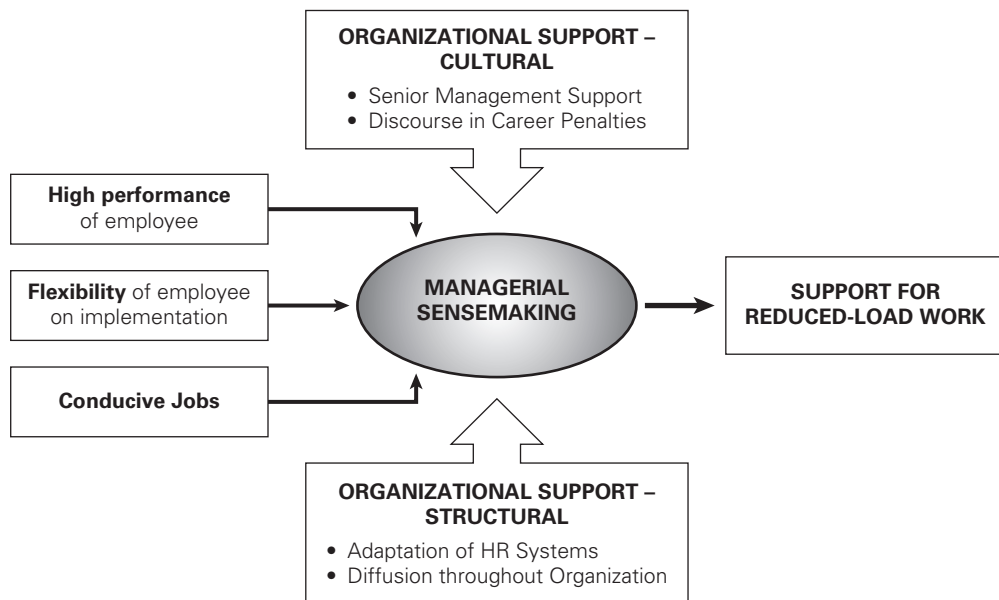 ORGANIZATIONAL SUPPORT –
CULTURAL
• Senior Management Support
• Discourse in Career Penalties
High performance
of employee
Flexibility of employee
on implementation
Conducive Jobs
MANAGERIAL
SENSEMAKING
SUPPORT FOR
REDUCED-LOAD WORK
ORGANIZATIONAL SUPPORT –
STRUCTURAL
• Adaptation of HR Systems
• Diffusion throughout Organization